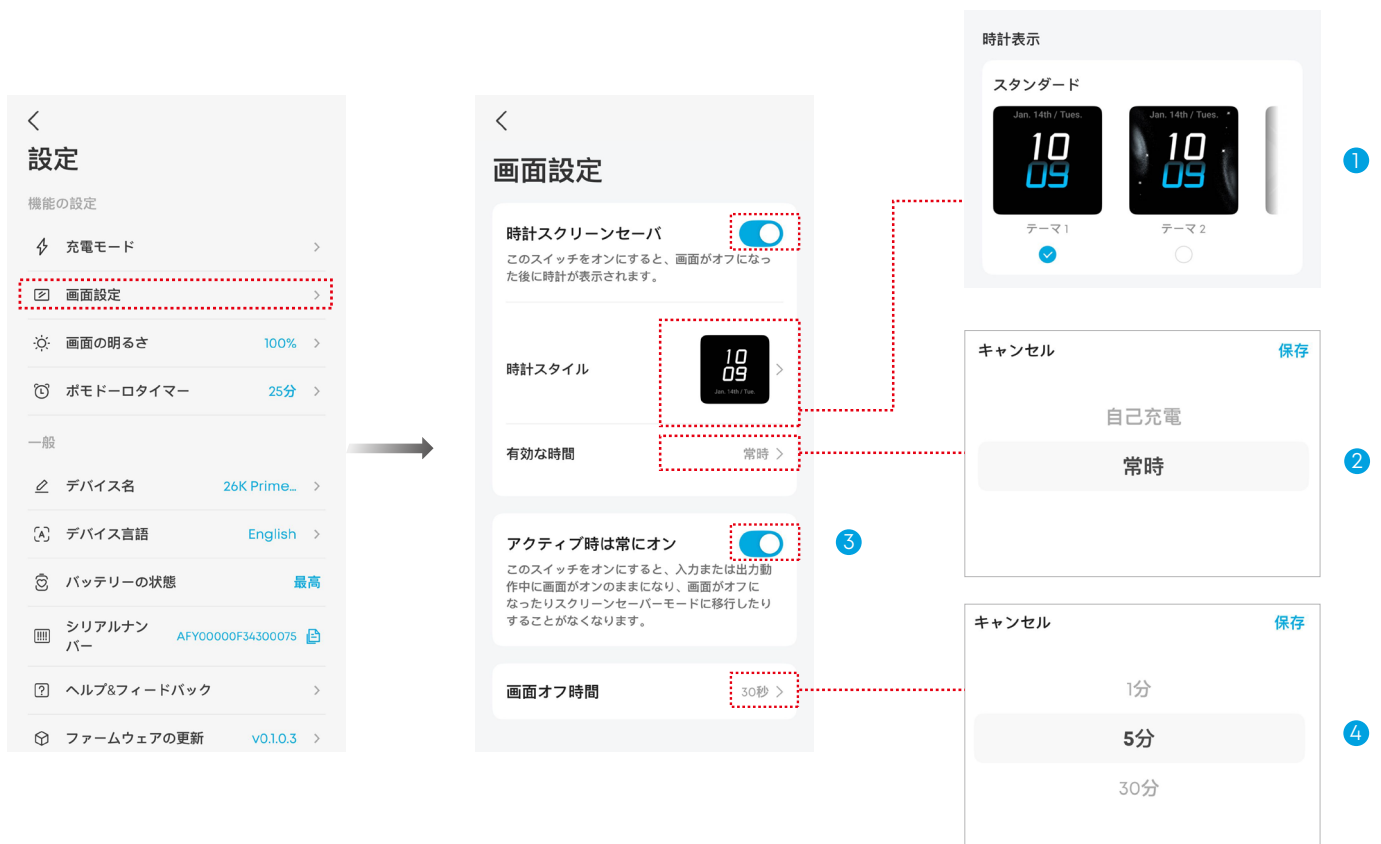 設定
機能の設定
充電モード
画面設定
画面の明るさ 100%
ポモドーロタイマー 25分
一般
デバイス名 26K Prime...
デバイス言語 English
バッテリーの状態 最高
シリアルナン
バー AFY00000F34300075
ヘルプ&フィードバック
ファームウェアの更新 v0.1.0.3
画面設定
時計スクリーンセーバ
このスイッチをオンにすると、画面がオフになっ
た後に時計が表示されます。
時計スタイル
10
09
Jan. 14th / Tue.
有効な時間 常時
アクティブ時は常にオン
このスイッチをオンにすると、入力または出力動
作中に画面がオンのままになり、画面がオフに
なったりスクリーンセーバーモードに移行したり
することがなくなります。
3
画面オフ時間 30秒
時計表示
スタンダード
Jan. 14th / Tues.
10
09
テーマ 1
Jan. 14th / Tues.
10
09
テーマ 2
1
キャンセル 保存
自己充電
常時
2
キャンセル 保存
1分
5分
30分
4